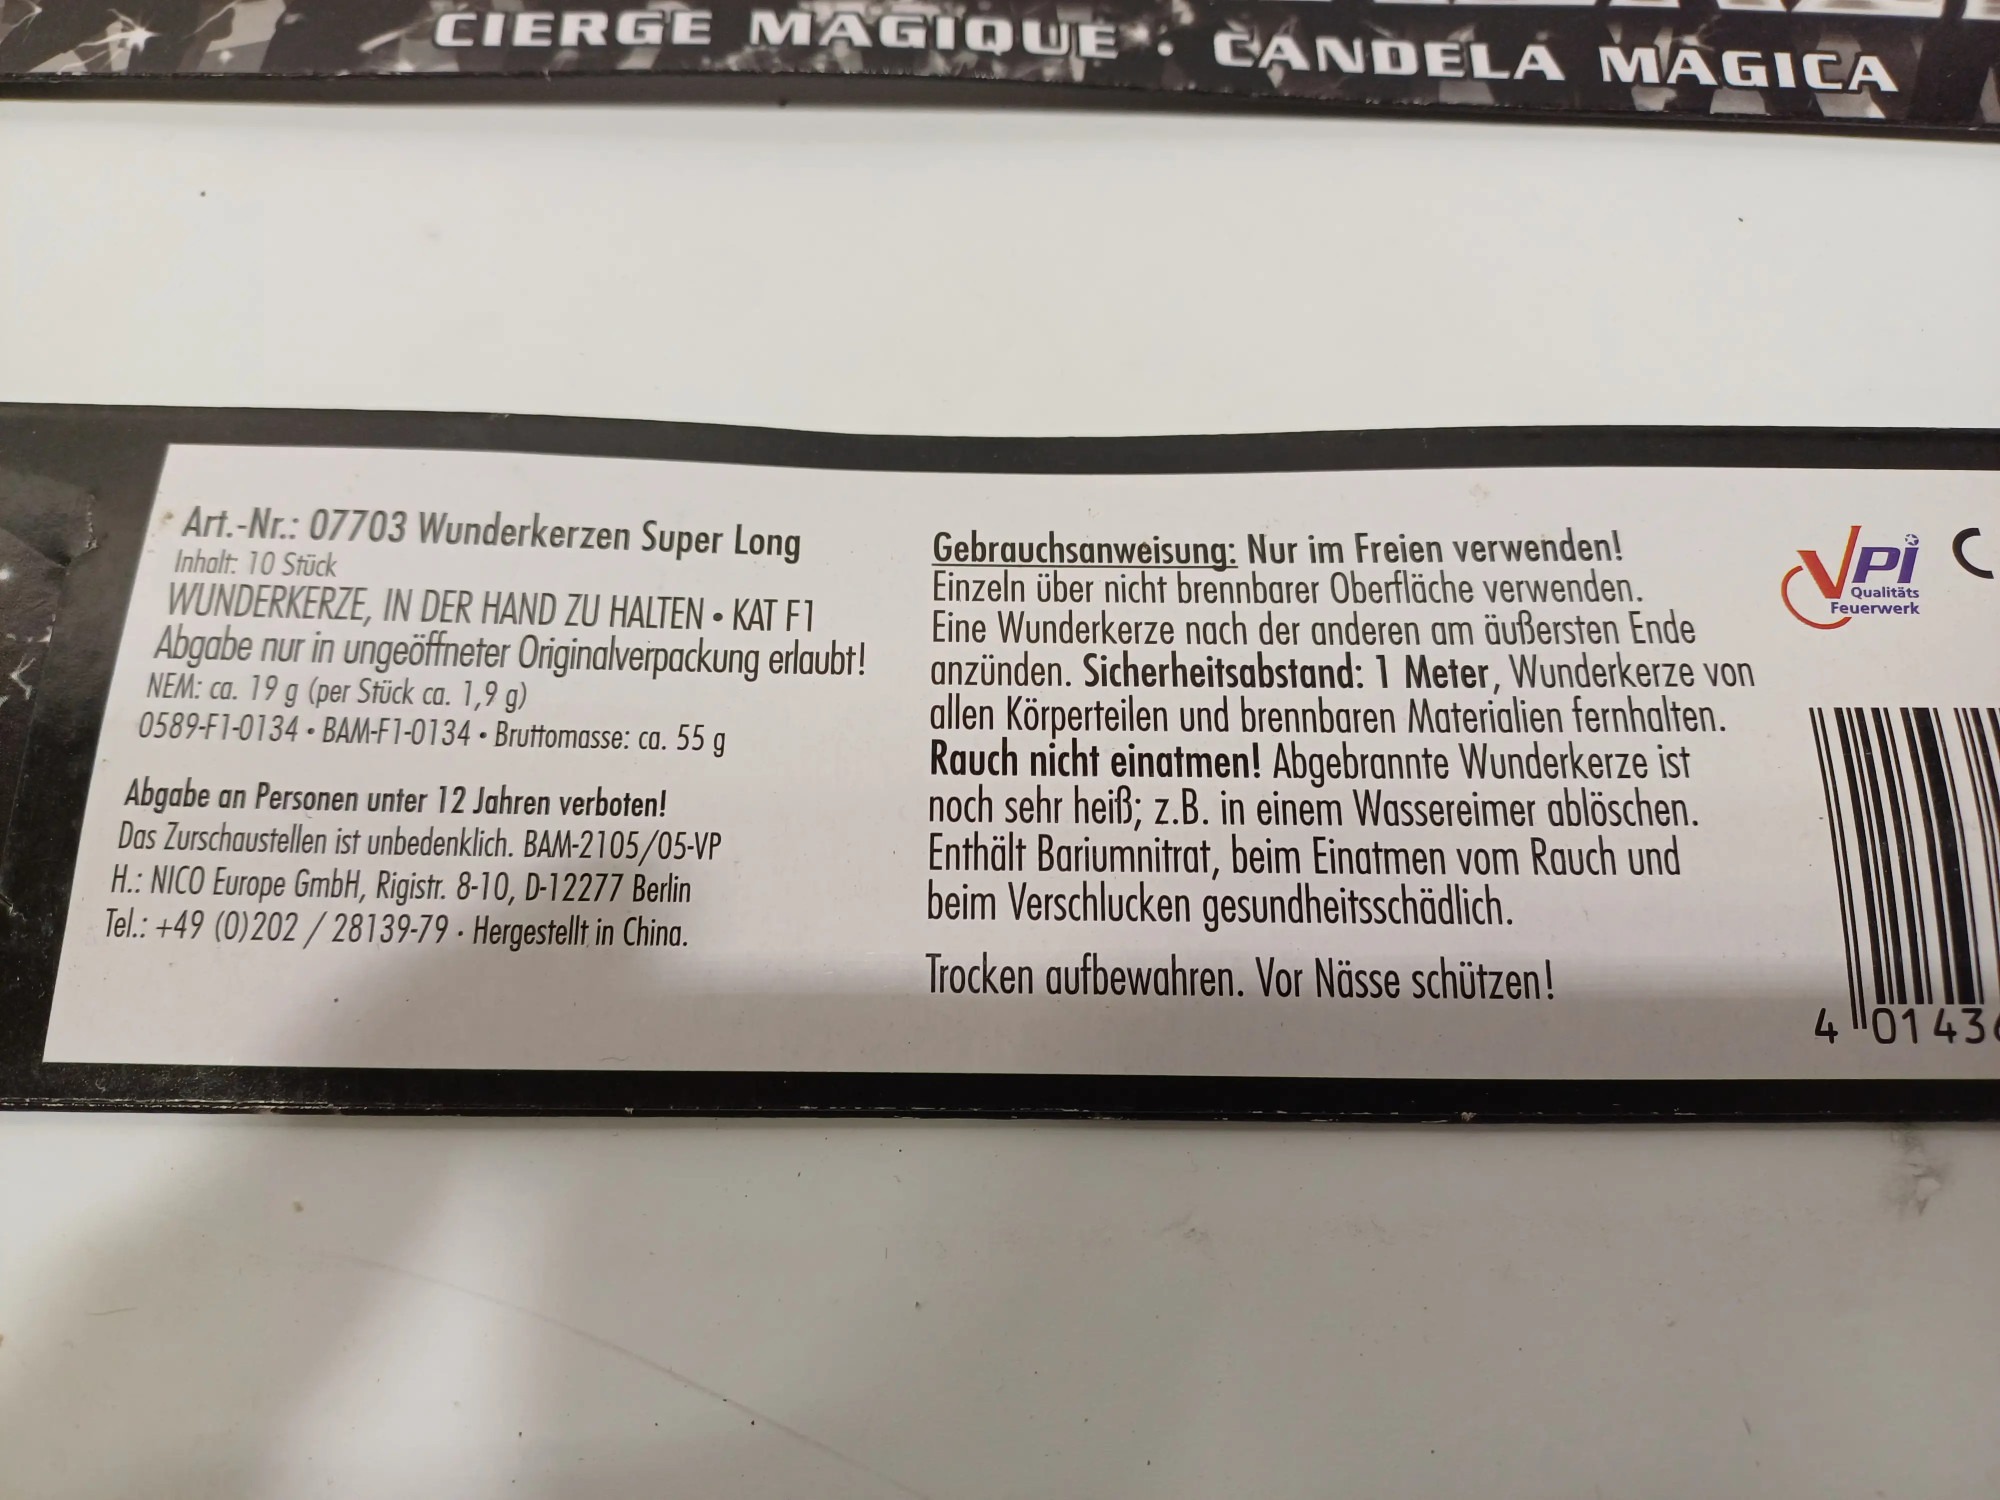 CIERGE MAGIQUE • CANDELA MAGICA
Art.-Nr.: 07703 Wunderkerzen Super Long
Inhalt: 10 Stück
WUNDERKERZE, IN DER HAND ZU HALTEN • KAT F1
Abgabe nur in ungeöffneter Originalverpackung erlaubt!
NEM: ca. 19 g (per Stück ca. 1,9 g)
0589-F1-0134 • BAM-F1-0134 • Bruttomasse: ca. 55 g
Abgabe an Personen unter 12 Jahren verboten!
Das Zurschaustellen ist unbedenklich. BAM-2105/05-VP
H.: NICO Europe GmbH, Rigistr. 8-10, D-12277 Berlin
Tel.: +49 (0)202 / 28139-79 · Hergestellt in China.
Gebrauchsanweisung: Nur im Freien verwenden!
Einzeln über nicht brennbarer Oberfläche verwenden.
Eine Wunderkerze nach der anderen am äußersten Ende
anzünden. Sicherheitsabstand: 1 Meter, Wunderkerze von
allen Körperteilen und brennbaren Materialien fernhalten.
Rauch nicht einatmen! Abgebrannte Wunderkerze ist
noch sehr heiß; z.B. in einem Wassereimer ablöschen.
Enthält Bariumnitrat, beim Einatmen vom Rauch und
beim Verschlucken gesundheitsschädlich.
Trocken aufbewahren. Vor Nässe schützen!
VPi
Qualitäts
Feuerwerk
4 0143